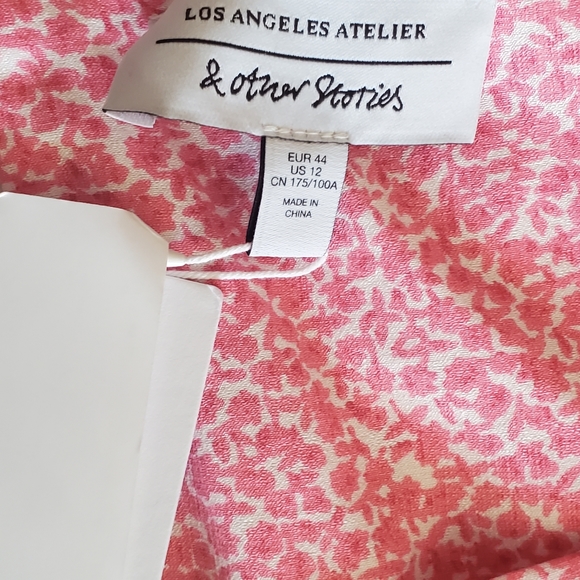 LOS ANGELES ATELIER
& other Stories
EUR 44
US 12
CN 175/100A
MADE IN
CHINA